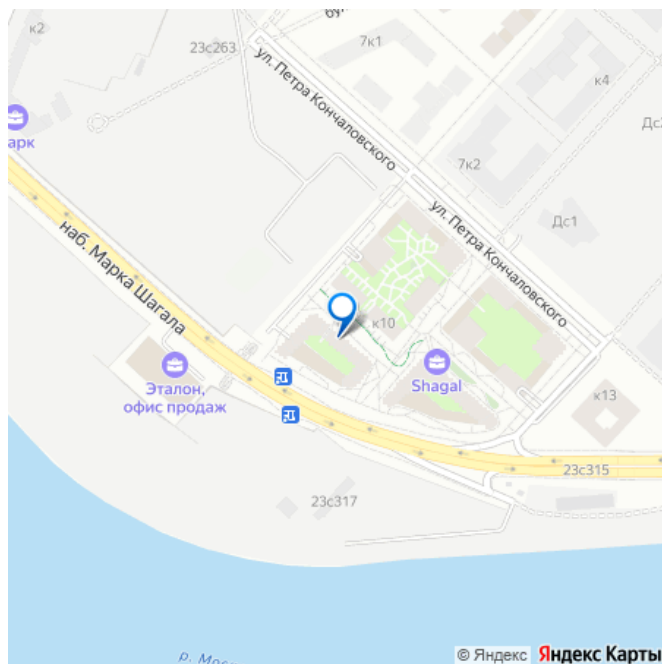 к2
23с263
7к1
к4
ул. Петра Кончаловского
7к2
ул. Петра Кончаловского
Дс1
арк
наб. Марка Шагала
к10
Shagal
Эталон,
офис продаж
к13
23с315
23с317
р. Мос
© Яндекс Яндекс Карты